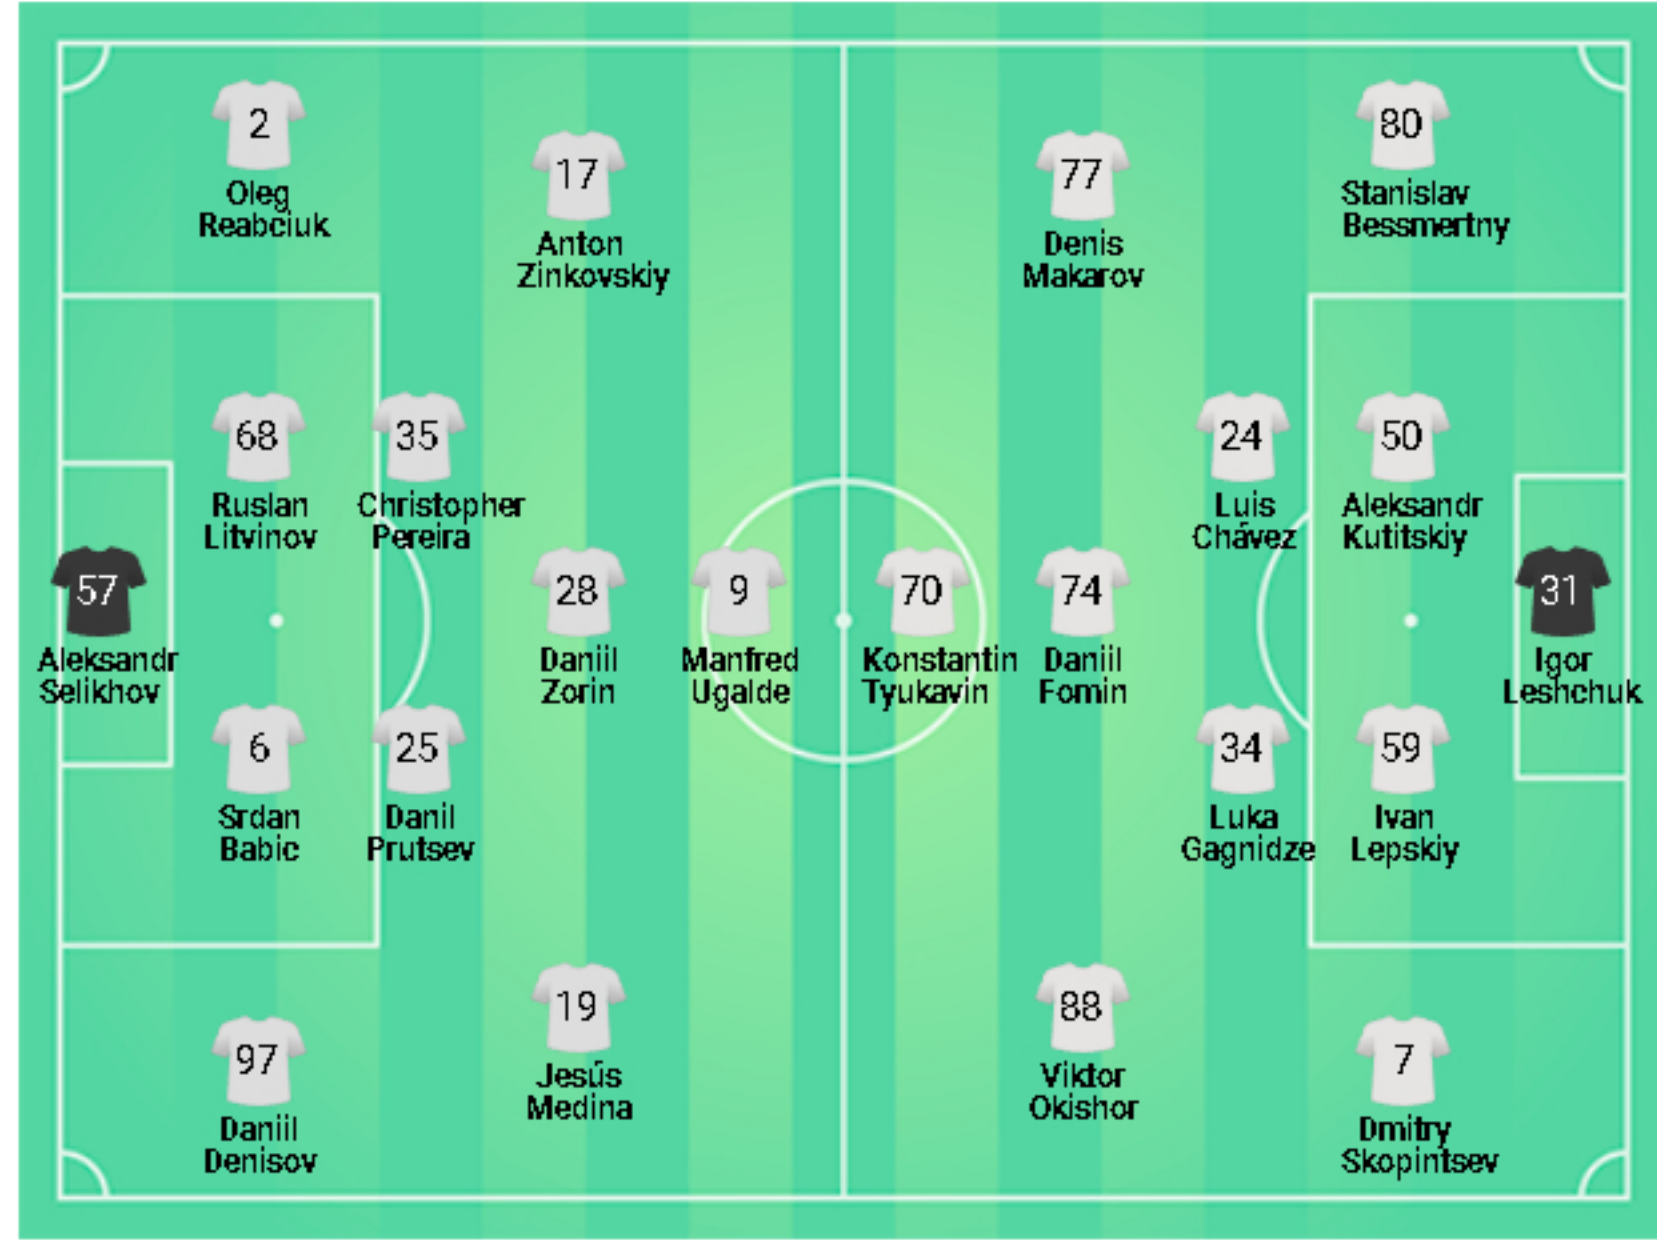 2
Oleg
Reabciuk
17
Anton
Zinkovskiy
77
Denis
Makarov
80
Stanislav
Bessmertny
68
Ruslan
Litvinov
35
Christopher
Pereira
24
Luis
Chávez
50
Aleksandr
Kutitskiy
57
Aleksandr
Selikhov
28
Daniil
Zorin
9
Manfred
Ugalde
70
Konstantin
Tyukavin
74
Daniil
Fomin
31
Igor
Leshchuk
6
Srdan
Babic
25
Danil
Prutsev
34
Luka
Gagnidze
59
Ivan
Lepskiy
97
Daniil
Denisov
19
Jesús
Medina
88
Viktor
Okishor
7
Dmitry
Skopintsev